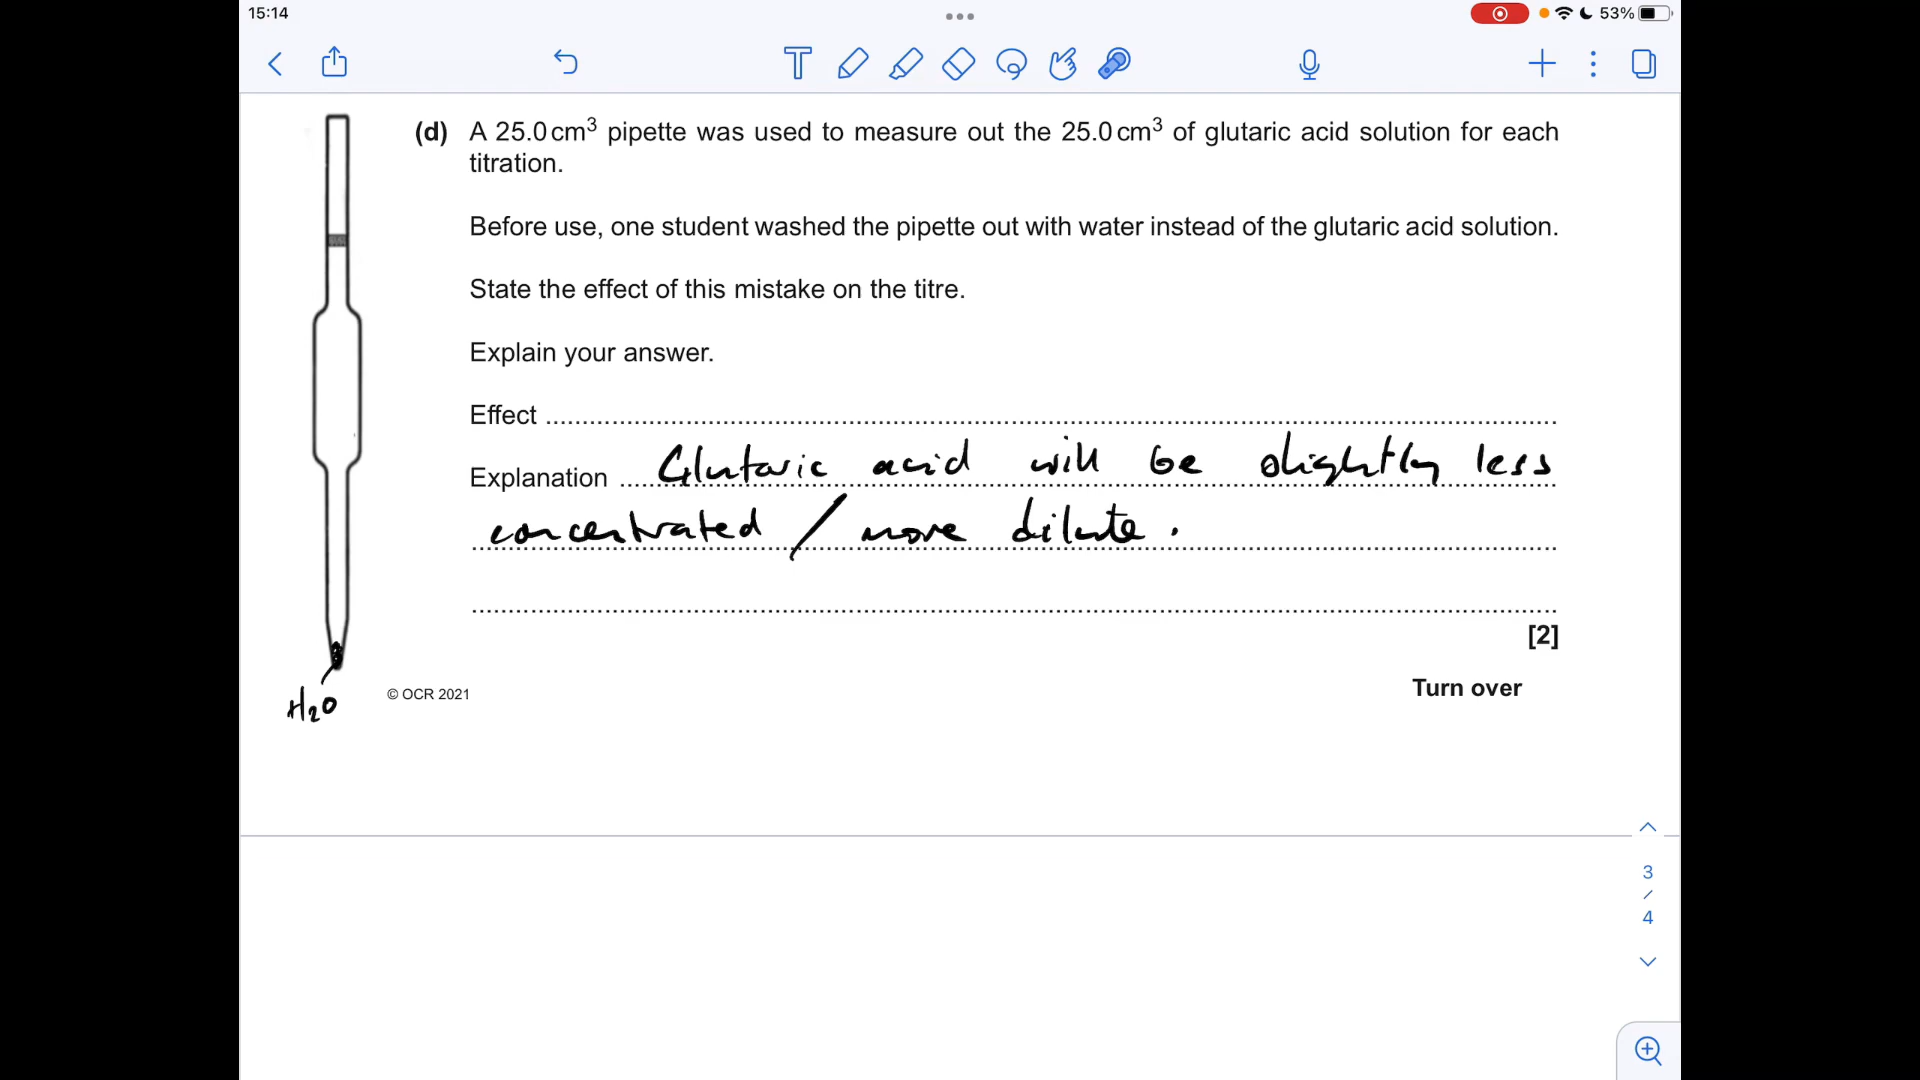 15:14
53%
(d) A 25.0 cm³ pipette was used to measure out the 25.0 cm³ of glutaric acid solution for each
titration.
Before use, one student washed the pipette out with water instead of the glutaric acid solution.
State the effect of this mistake on the titre.
Explain your answer.
Effect
Explanation Glutaric acid will be slightly less
concentrated / more dilute.
[2]
H₂O
© OCR 2021
Turn over
3
/
4